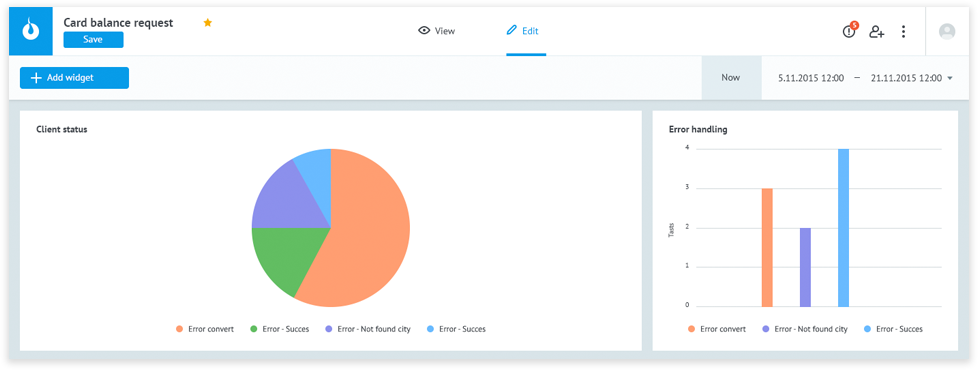 Card balance request
Save
View
Edit
5
Add widget
Now
5.11.2015 12:00 — 21.11.2015 12:00
Client status
Error convert
Error - Succes
Error - Not found city
Error - Succes
Error handling
4
3
2
1
0
Tasts
Error convert
Error - Not found city
Error - Succes